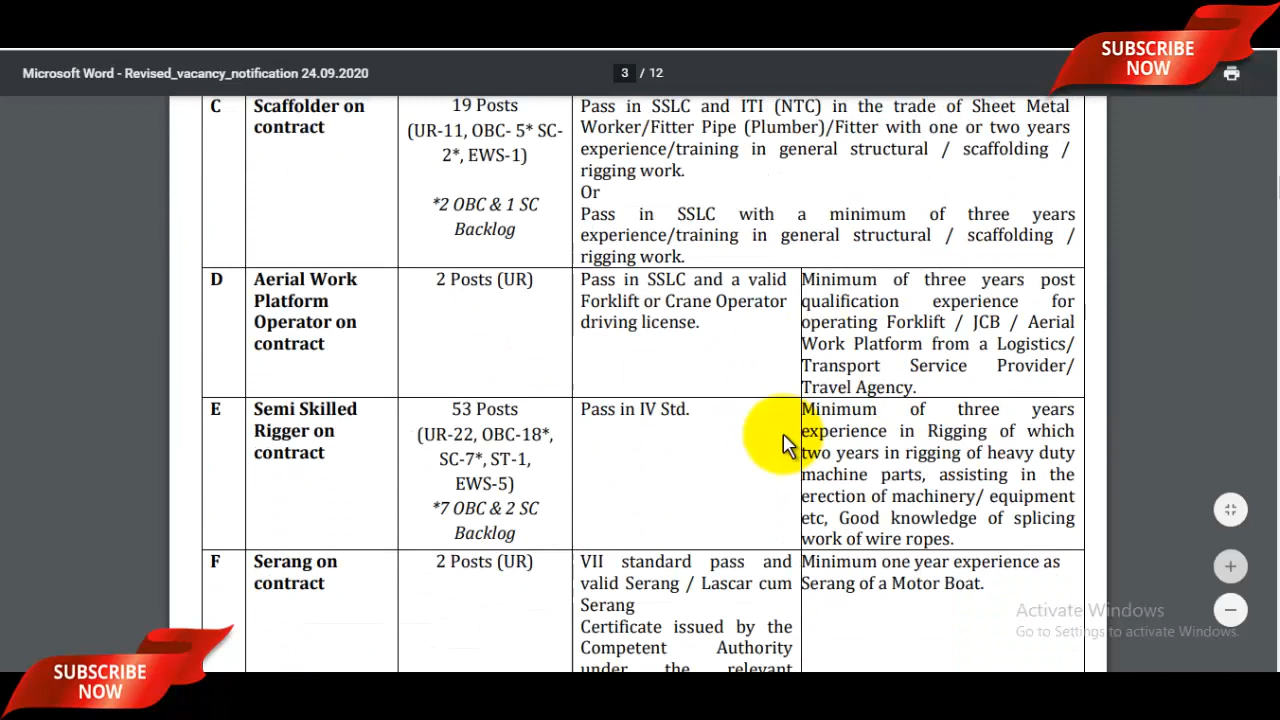 SUBSCRIBE
NOW
Microsoft Word - Revised_vacancy_notification 24.09.2020
3 / 12
C
Scaffolder on
contract
19 Posts
(UR-11, OBC- 5* SC-
2*, EWS-1)
*2 OBC & 1 SC
Backlog
Pass in SSLC and ITI (NTC) in the trade of Sheet Metal
Worker/Fitter Pipe (Plumber)/Fitter with one or two years
experience/training in general structural / scaffolding /
rigging work.
Or
Pass in SSLC with a minimum of three years
experience/training in general structural / scaffolding /
rigging work.
D
Aerial Work
Platform
Operator on
contract
2 Posts (UR)
Pass in SSLC and a valid
Forklift or Crane Operator
driving license.
Minimum of three years post
qualification experience for
operating Forklift / JCB / Aerial
Work Platform from a Logistics/
Transport Service Provider/
Travel Agency.
E
Semi Skilled
Rigger on
contract
53 Posts
(UR-22, OBC-18*,
SC-7*, ST-1,
EWS-5)
*7 OBC & 2 SC
Backlog
Pass in IV Std.
Minimum of three years
experience in Rigging of which
two years in rigging of heavy duty
machine parts, assisting in the
erection of machinery/ equipment
etc, Good knowledge of splicing
work of wire ropes.
F
Serang on
contract
2 Posts (UR)
VII standard pass and
valid Serang / Lascar cum
Serang
Certificate issued by the
Competent Authority
under the relevant
Minimum one year experience as
Serang of a Motor Boat.
Activate Windows
Go to Settings to activate Windows.
SUBSCRIBE
NOW